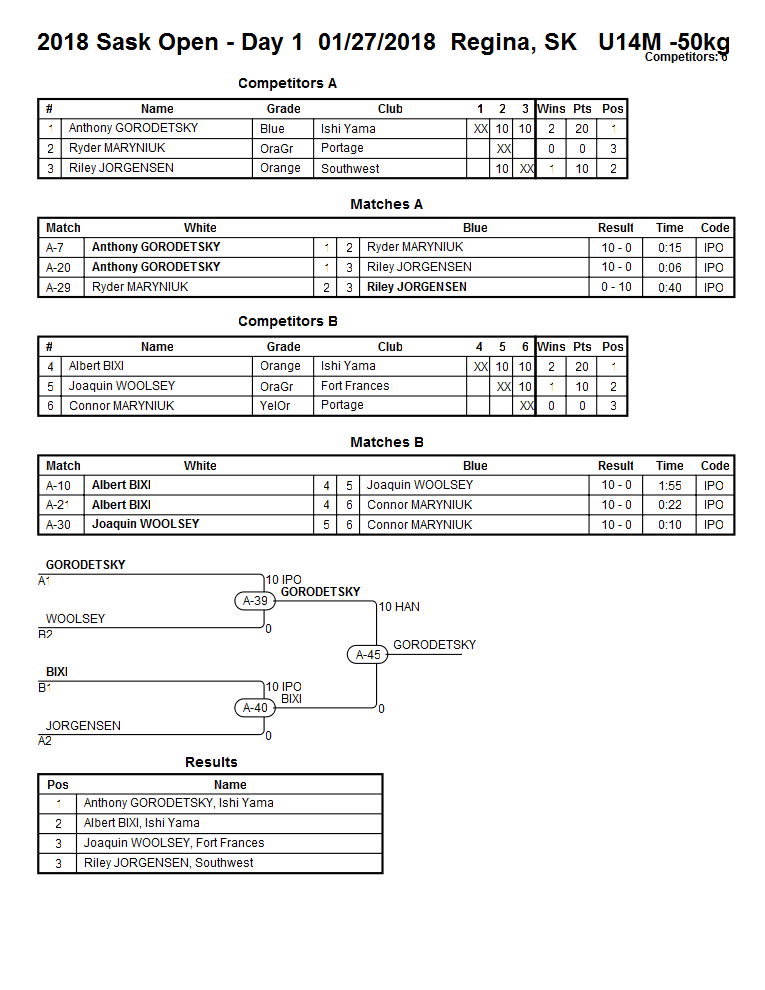 2018 Sask Open - Day 1 01/27/2018 Regina, SK U14M -50kg
Competitors: 6
Competitors A
# Name Grade Club 1 2 3 Wins Pts Pos
1 Anthony GORODETSKY Blue Ishi Yama XX 10 10 2 20 1
2 Ryder MARYNIUK OraGr Portage XX 0 0 3
3 Riley JORGENSEN Orange Southwest 10 XX 1 10 2
Matches A
Match White Blue Result Time Code
A-7 Anthony GORODETSKY 1 2 Ryder MARYNIUK 10 - 0 0:15 IPO
A-20 Anthony GORODETSKY 1 3 Riley JORGENSEN 10 - 0 0:06 IPO
A-29 Ryder MARYNIUK 2 3 Riley JORGENSEN 0 - 10 0:40 IPO
Competitors B
# Name Grade Club 4 5 6 Wins Pts Pos
4 Albert BIXI Orange Ishi Yama XX 10 10 2 20 1
5 Joaquin WOOLSEY OraGr Fort Frances XX 10 1 10 2
6 Connor MARYNIUK YelOr Portage XX 0 0 3
Matches B
Match White Blue Result Time Code
A-10 Albert BIXI 4 5 Joaquin WOOLSEY 10 - 0 1:55 IPO
A-21 Albert BIXI 4 6 Connor MARYNIUK 10 - 0 0:22 IPO
A-30 Joaquin WOOLSEY 5 6 Connor MARYNIUK 10 - 0 0:10 IPO
GORODETSKY
A1 10 IPO
GORODETSKY
A-39
10 HAN
WOOLSEY
B2 0
GORODETSKY
A-45
BIXI
B1 10 IPO
BIXI
A-40
0
JORGENSEN
A2 0
Results
Pos Name
1 Anthony GORODETSKY, Ishi Yama
2 Albert BIXI, Ishi Yama
3 Joaquin WOOLSEY, Fort Frances
3 Riley JORGENSEN, Southwest